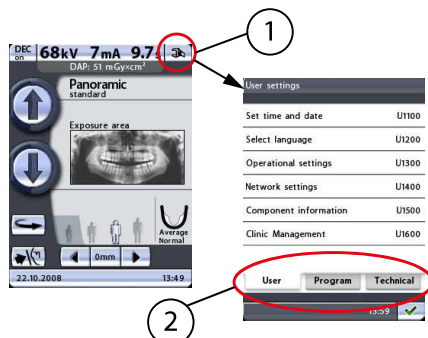 1
DEC
on
68kV 7mA 9.7s
DAP: 51 mGy×cm²
Panoramic
standard
Exposure area
Average
Normal
0mm
22.10.2008 13:49
User settings
Set time and date U1100
Select language U1200
Operational settings U1300
Network settings U1400
Component information U1500
Clinic Management U1600
User Program Technical
13:59
2